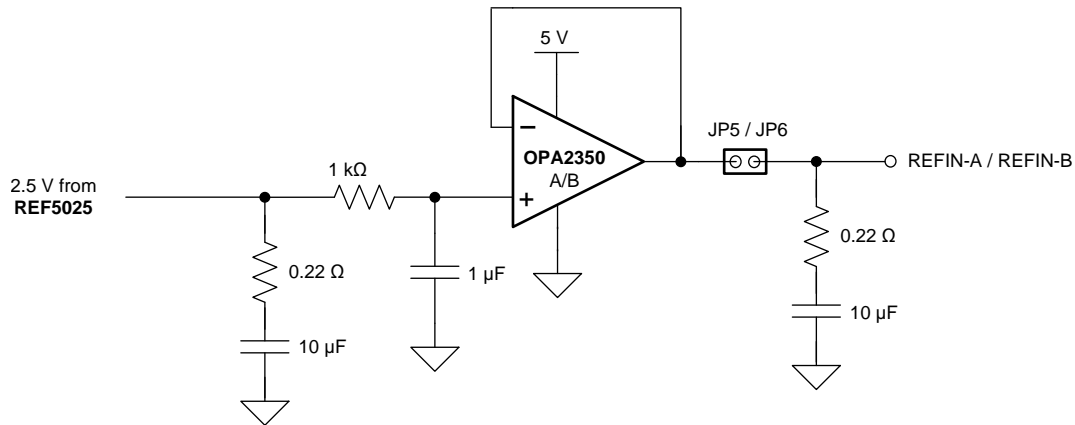 5 V
JP5 / JP6
OPA2350
A/B
REFIN-A / REFIN-B
1 kΩ
2.5 V from
REF5025
0.22 Ω
10 µF
1 µF
0.22 Ω
10 µF
−
+